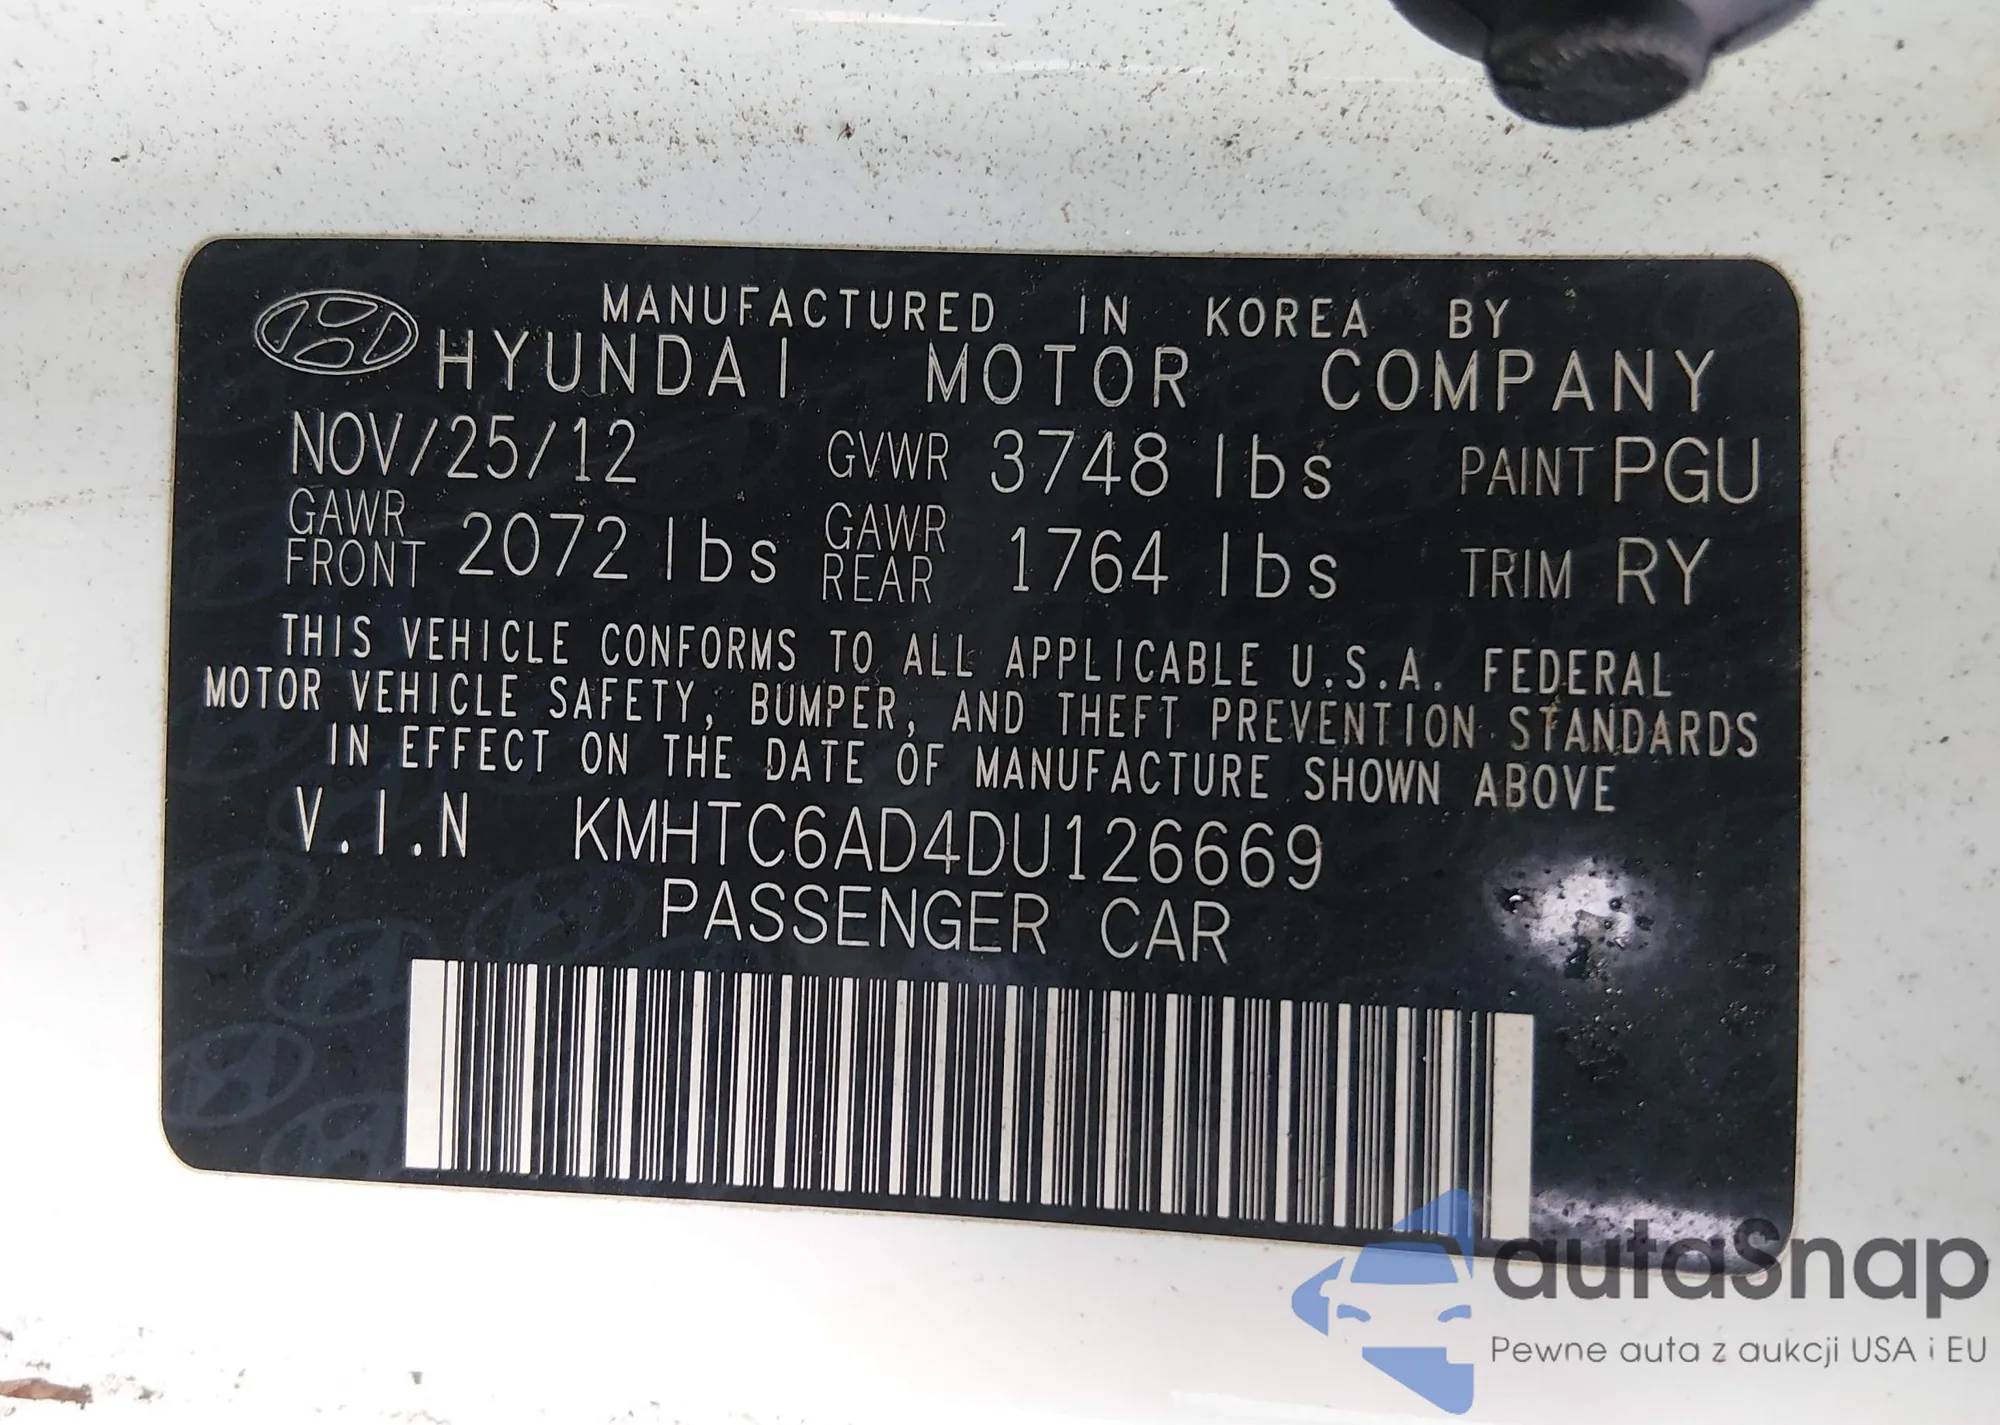 MANUFACTURED IN KOREA BY
HYUNDAI MOTOR COMPANY
NOV/25/12 GVWR 3748 lbs PAINT PGU
GAWR FRONT 2072 lbs GAWR REAR 1764 lbs TRIM RY
THIS VEHICLE CONFORMS TO ALL APPLICABLE U.S.A. FEDERAL
MOTOR VEHICLE SAFETY, BUMPER, AND THEFT PREVENTION STANDARDS
IN EFFECT ON THE DATE OF MANUFACTURE SHOWN ABOVE
V.I.N KMHTC6AD4DU126669
PASSENGER CAR
autaSnap
Pewne auta z aukcji USA i EU